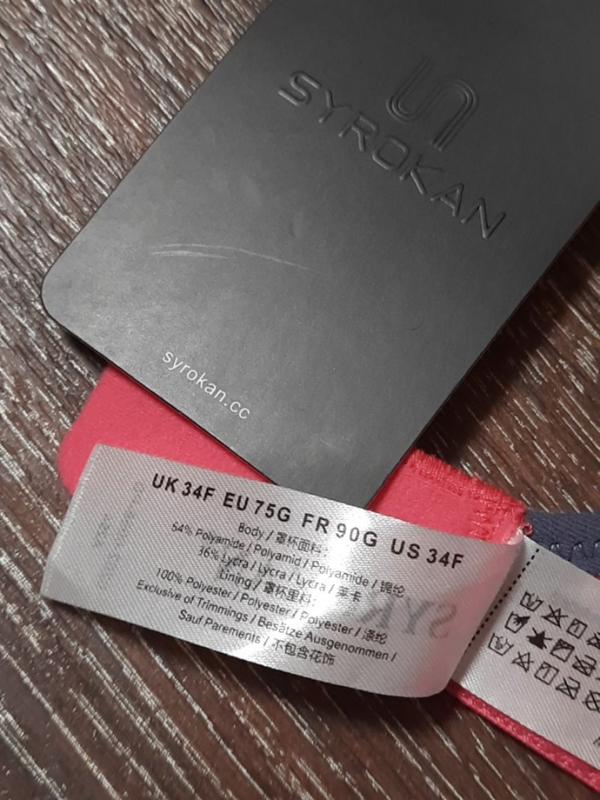 SYROKAN
syrokan.cc
UK 34F EU 75G FR 90G US 34F
Body / 罩杯面料:
64% Polyamide / Polyamid / Polyamide / 锦纶
36% Lycra / Lycra / Lycra / 莱卡
Lining / 罩杯里料:
100% Polyester / Polyester / Polyester / 涤纶
Exclusive of Trimmings / Besätze Ausgenommen /
Sauf Parements / 不包含花饰